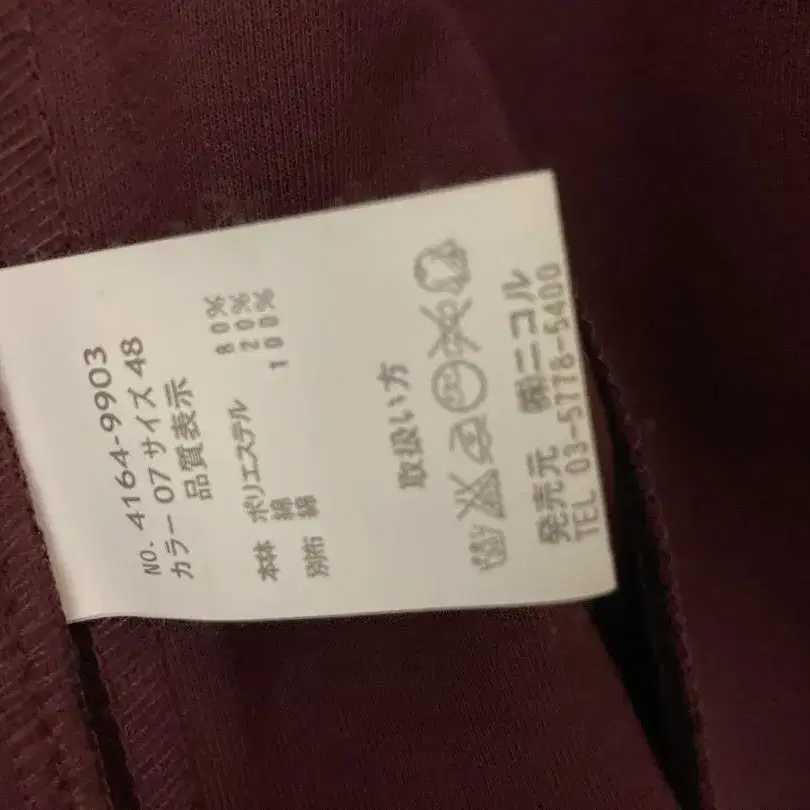 NO. 4164-9903
カラー 07 サイズ 48
品質表示
本体 ポリエステル 80%
綿 20%
別布 綿 100%
取扱い方
発売元 ㈱ニコル
TEL 03-5778-5400